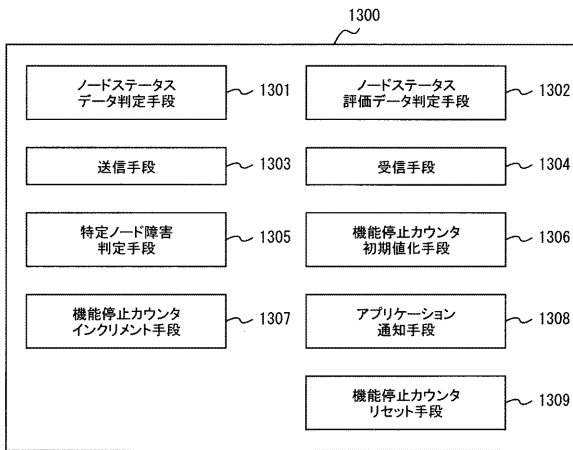 1300
ノードステータス
データ判定手段
1301
ノードステータス
評価データ判定手段
1302
送信手段
1303
受信手段
1304
特定ノード障害
判定手段
1305
機能停止カウンタ
初期値化手段
1306
機能停止カウンタ
インクリメント手段
1307
アプリケーション
通知手段
1308
機能停止カウンタ
リセット手段
1309